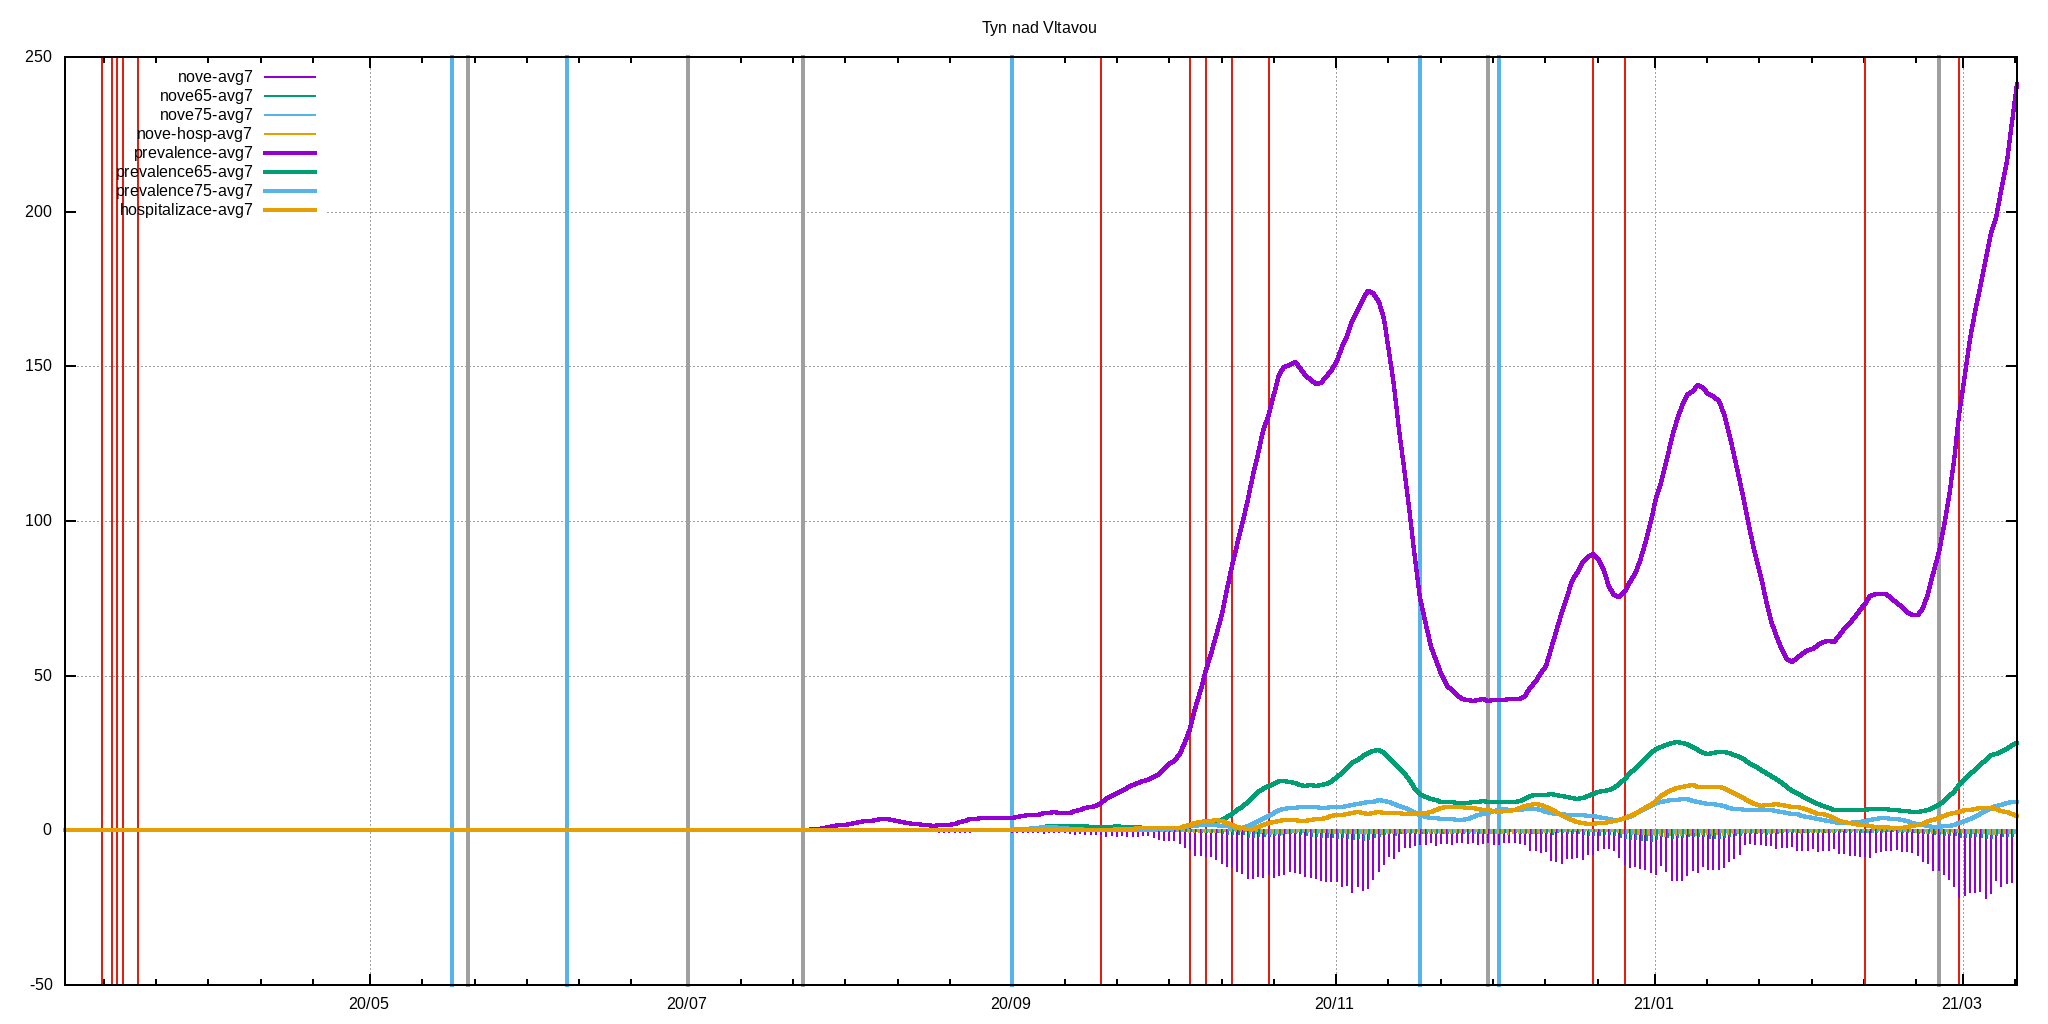 Tyn nad Vltavou
250
200
150
100
50
0
-50
nove-avg7
nove65-avg7
nove75-avg7
nove-hosp-avg7
prevalence-avg7
prevalence65-avg7
prevalence75-avg7
hospitalizace-avg7
20/05
20/07
20/09
20/11
21/01
21/03